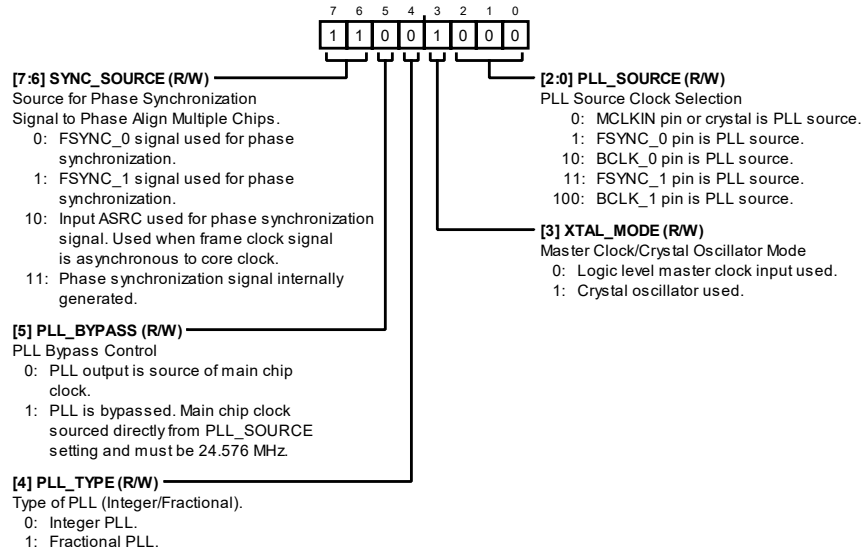 7 6 5 4 3 2 1 0
1 1 0 0 1 0 0 0
[7:6] SYNC_SOURCE (R/W)
Source for Phase Synchronization
Signal to Phase Align Multiple Chips.
0: FSYNC_0 signal used for phase
synchronization.
1: FSYNC_1 signal used for phase
synchronization.
10: Input ASRC used for phase synchronization
signal. Used when frame clock signal
is asynchronous to core clock.
11: Phase synchronization signal internally
generated.
[5] PLL_BYPASS (R/W)
PLL Bypass Control
0: PLL output is source of main chip
clock.
1: PLL is bypassed. Main chip clock
sourced directly from PLL_SOURCE
setting and must be 24.576 MHz.
[4] PLL_TYPE (R/W)
Type of PLL (Integer/Fractional).
0: Integer PLL.
1: Fractional PLL.
[2:0] PLL_SOURCE (R/W)
PLL Source Clock Selection
0: MCLKIN pin or crystal is PLL source.
1: FSYNC_0 pin is PLL source.
10: BCLK_0 pin is PLL source.
11: FSYNC_1 pin is PLL source.
100: BCLK_1 pin is PLL source.
[3] XTAL_MODE (R/W)
Master Clock/Crystal Oscillator Mode
0: Logic level master clock input used.
1: Crystal oscillator used.